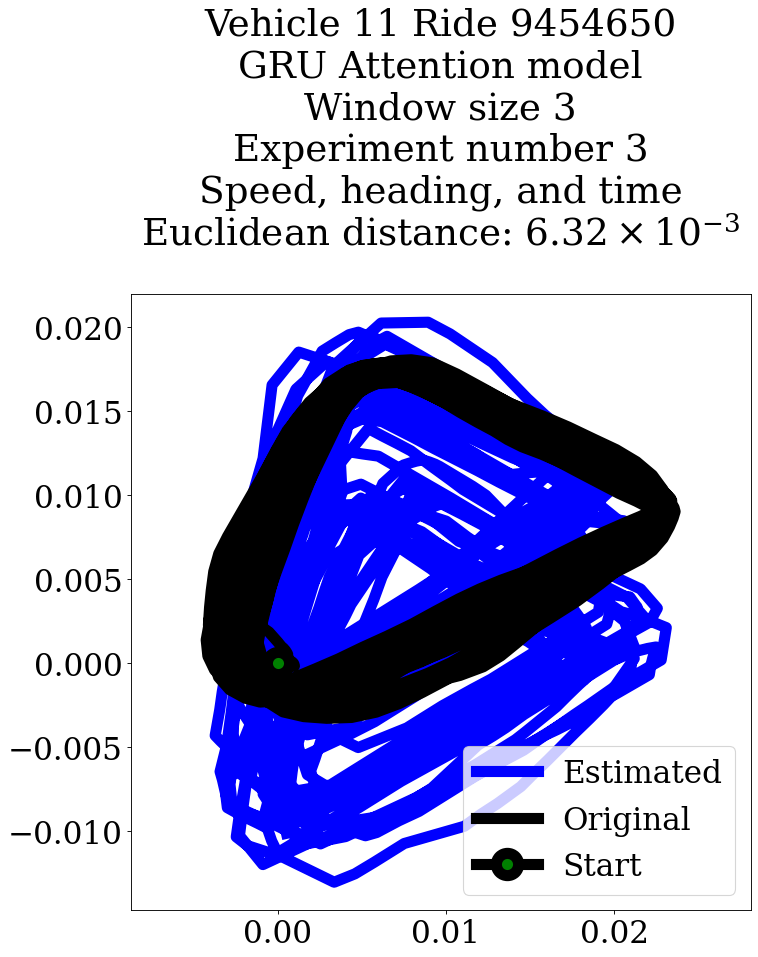 Vehicle 11 Ride 9454650
GRU Attention model
Window size 3
Experiment number 3
Speed, heading, and time
Euclidean distance: 6.32 × 10⁻³
0.020
0.015
0.010
0.005
0.000
−0.005
−0.010
Estimated
Original
Start
0.00 0.01 0.02